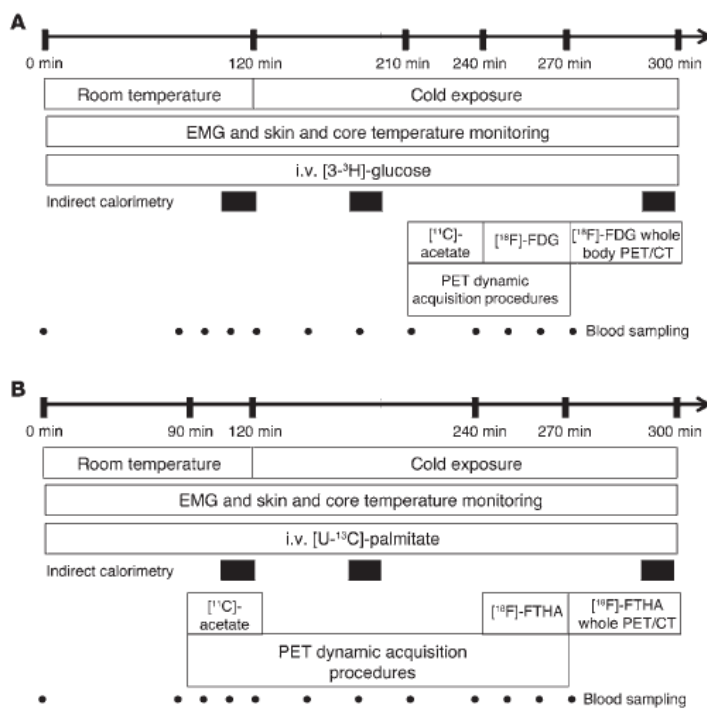 A
0 min 120 min 210 min 240 min 270 min 300 min
Room temperature Cold exposure
EMG and skin and core temperature monitoring
i.v. [3-³H]-glucose
Indirect calorimetry
[¹¹C]-acetate [¹⁸F]-FDG [¹⁸F]-FDG whole
body PET/CT
PET dynamic
acquisition procedures
Blood sampling
B
0 min 90 min 120 min 240 min 270 min 300 min
Room temperature Cold exposure
EMG and skin and core temperature monitoring
i.v. [U-¹³C]-palmitate
Indirect calorimetry
[¹¹C]-
acetate [¹⁸F]-FTHA [¹⁸F]-FTHA
whole PET/CT
PET dynamic acquisition
procedures
Blood sampling